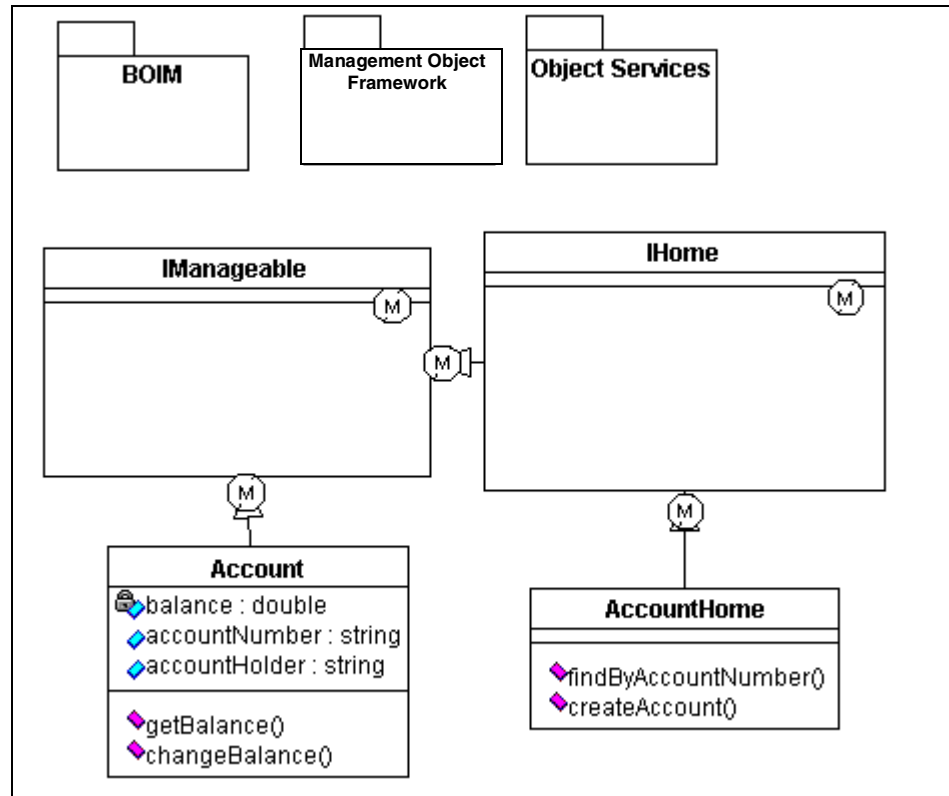 BOIM
Management Object
Framework
Object Services
IManageable
M
IHome
M
M
M
Account
balance : double
accountNumber : string
accountHolder : string
getBalance()
changeBalance()
M
AccountHome
findByAccountNumber()
createAccount()